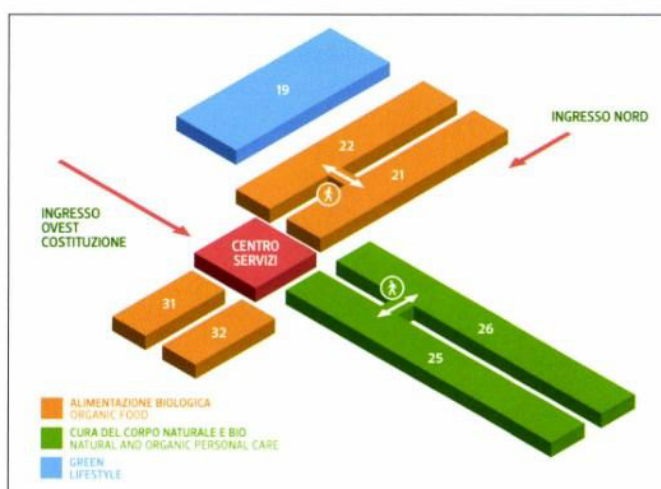 19
22
21
INGRESSO NORD
INGRESSO
OVEST
COSTITUZIONE
CENTRO
SERVIZI
31
32
26
25
ALIMENTAZIONE BIOLOGICA
ORGANIC FOOD
CURA DEL CORPO NATURALE E BIO
NATURAL AND ORGANIC PERSONAL CARE
GREEN
LIFESTYLE